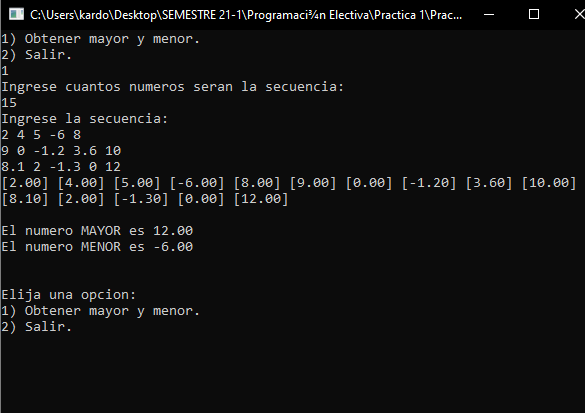 C:\Users\kardo\Desktop\SEMESTRE 21-1\Programaci¾n Electiva\Practica 1\Prac...
1) Obtener mayor y menor.
2) Salir.
1
Ingrese cuantos numeros seran la secuencia:
15
Ingrese la secuencia:
2 4 5 -6 8
9 0 -1.2 3.6 10
8.1 2 -1.3 0 12
[2.00] [4.00] [5.00] [-6.00] [8.00] [9.00] [0.00] [-1.20] [3.60] [10.00]
[8.10] [2.00] [-1.30] [0.00] [12.00]
El numero MAYOR es 12.00
El numero MENOR es -6.00
Elija una opcion:
1) Obtener mayor y menor.
2) Salir.